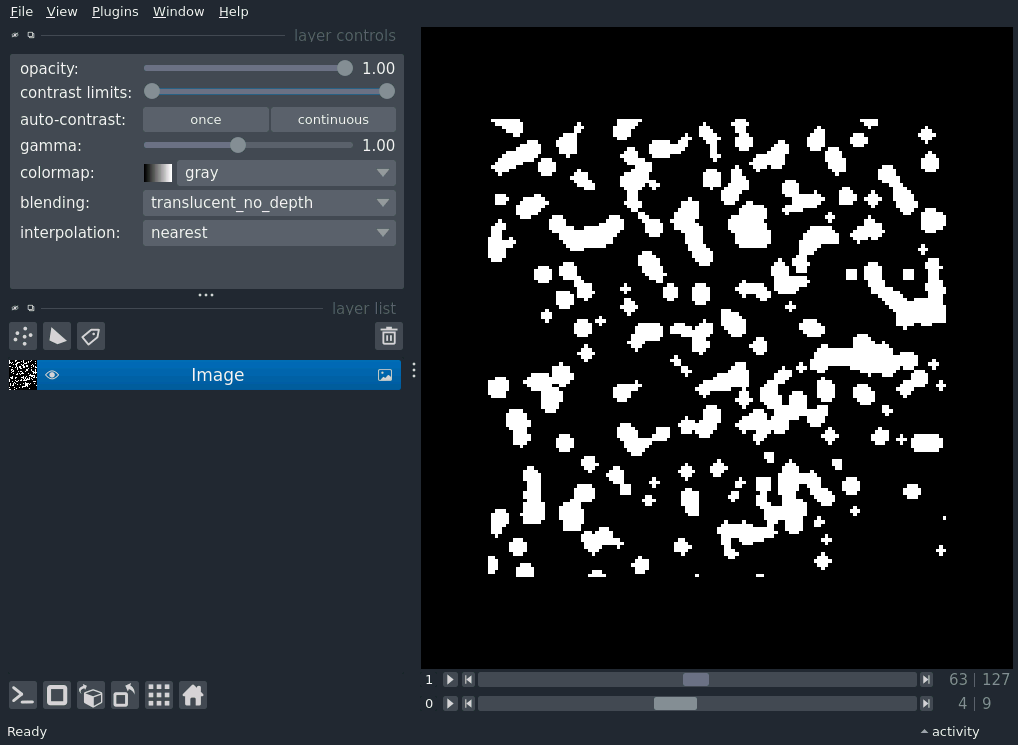 File View Plugins Window Help
layer controls
opacity: 1.00
contrast limits:
auto-contrast: once continuous
gamma: 1.00
colormap: gray
blending: translucent_no_depth
interpolation: nearest
layer list
Image
1 63 | 127
0 4 | 9
Ready activity